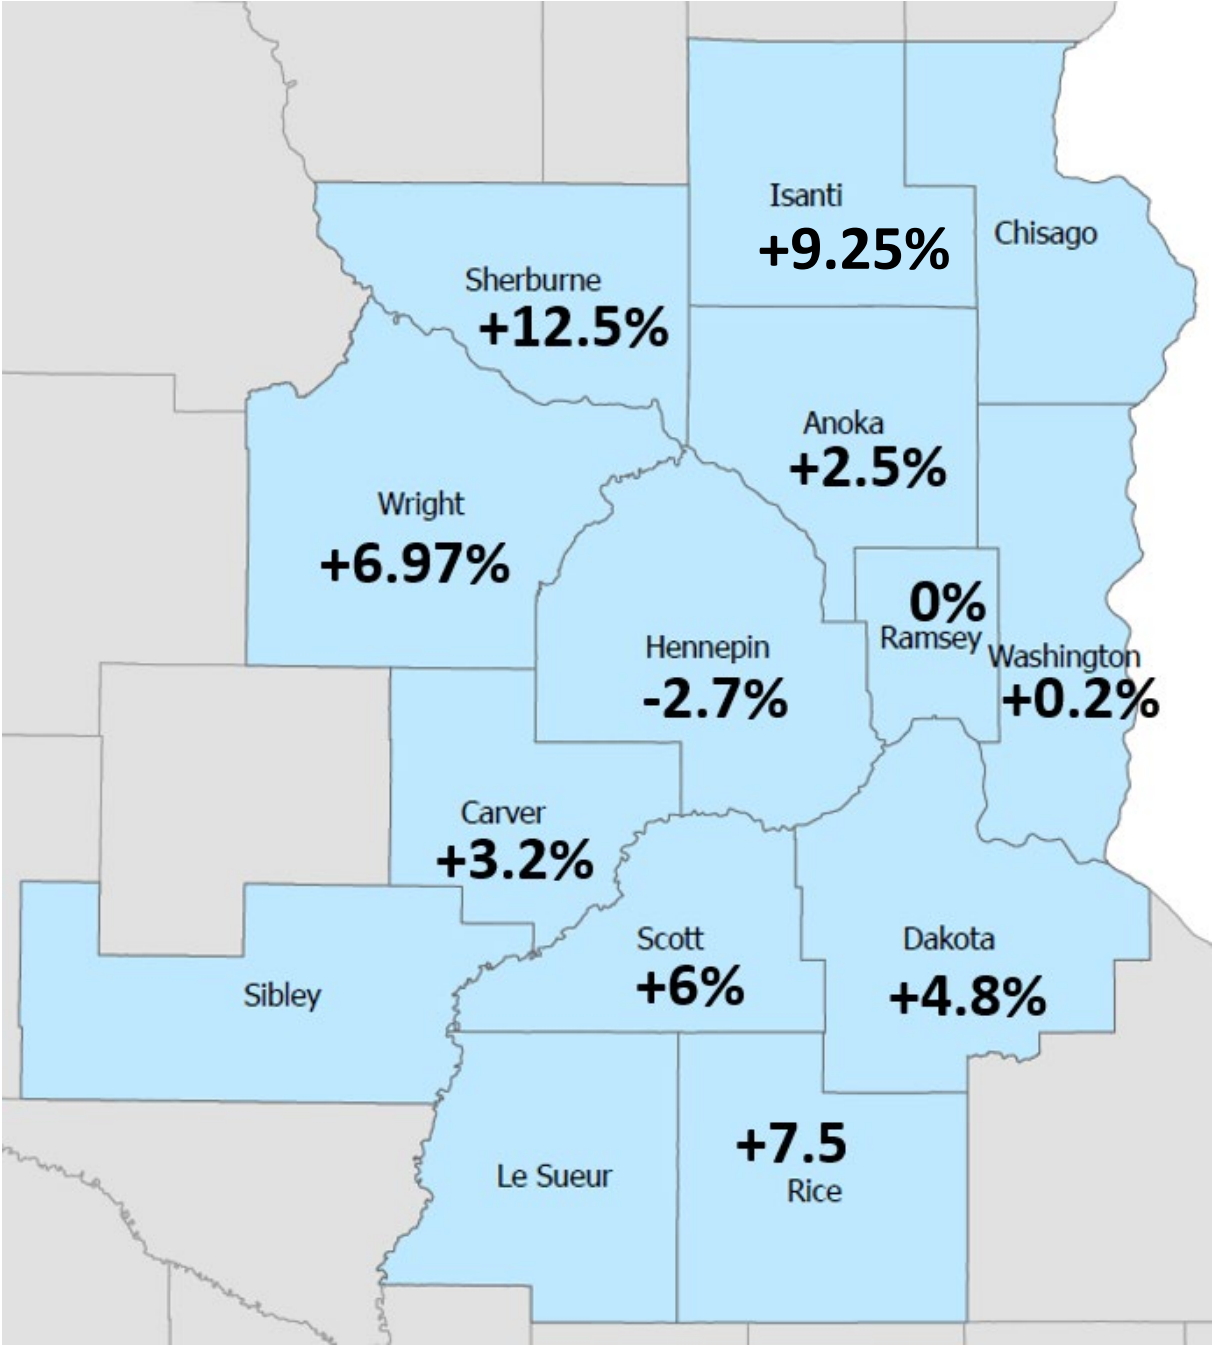 Isanti
+9.25%
Chisago
Sherburne
+12.5%
Anoka
+2.5%
Wright
+6.97%
0%
Ramsey
Hennepin
-2.7%
Washington
+0.2%
Carver
+3.2%
Scott
+6%
Dakota
+4.8%
Sibley
Le Sueur
+7.5
Rice